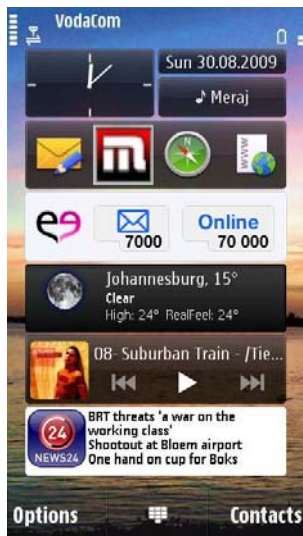 VodaCom
Sun 30.08.2009
♪ Meraj
m
www
ee
7000
Online
70 000
Johannesburg, 15°
Clear
High: 24° RealFeel: 24°
08- Suburban Train - /Tie...
24
NEWS24
BRT threats 'a war on the
working class'
Shootout at Bloem airport
One hand on cup for Boks
Options
Contacts